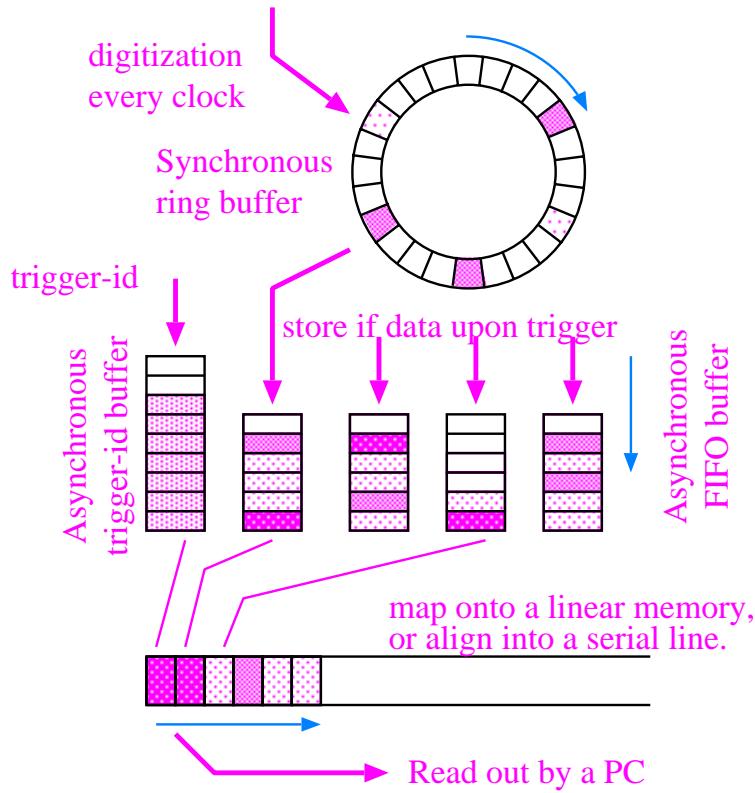 digitization
every clock
Synchronous
ring buffer
trigger-id
store if data upon trigger
Asynchronous
trigger-id buffer
Asynchronous
FIFO buffer
map onto a linear memory,
or align into a serial line.
Read out by a PC